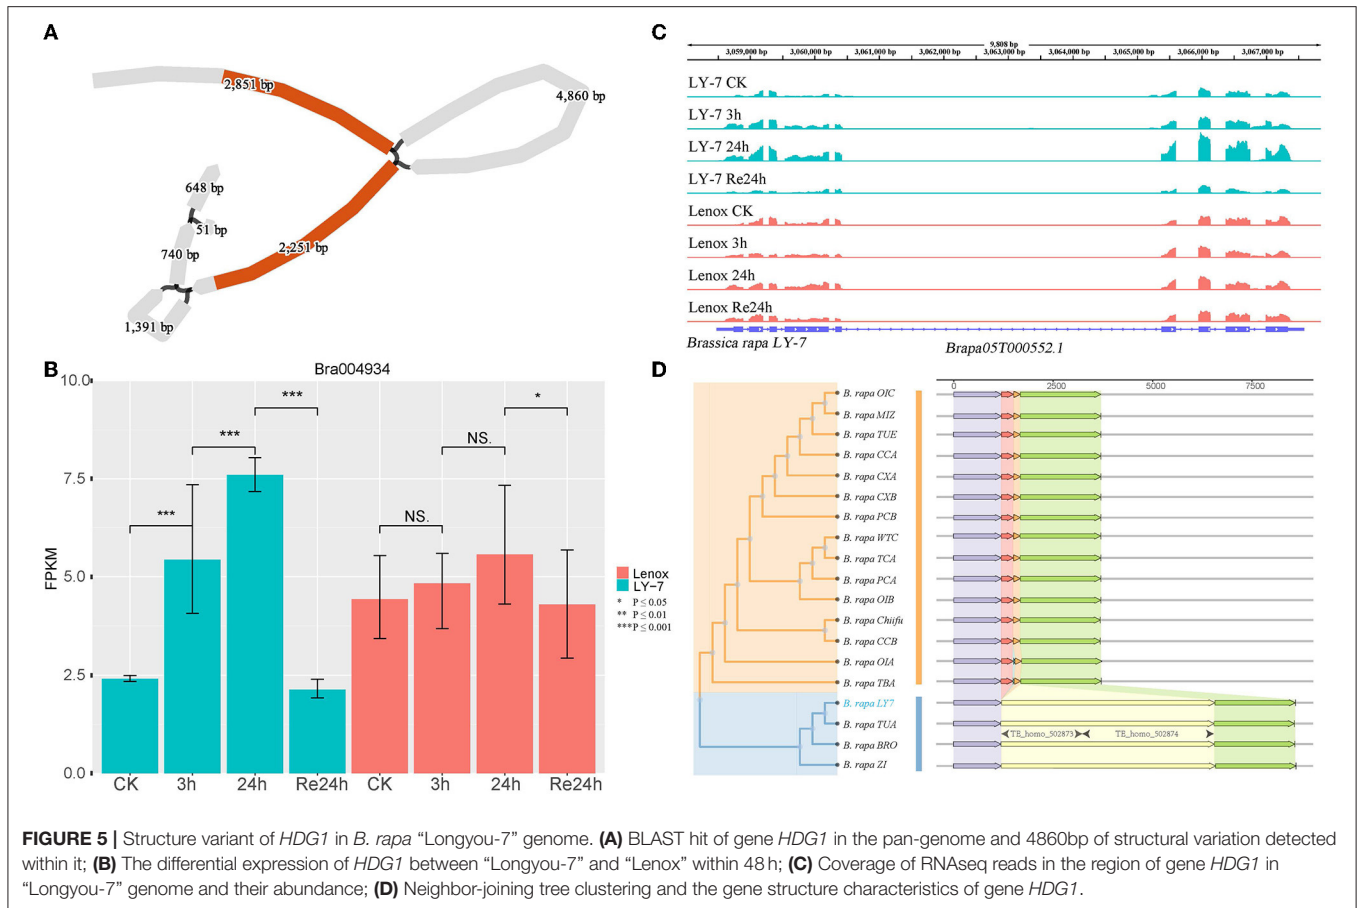 A
2,851 bp
4,860 bp
648 bp
51 bp
740 bp
2,251 bp
1,391 bp
C
9,808 bp
3,059,000 bp 3,060,000 bp 3,061,000 bp 3,062,000 bp 3,063,000 bp 3,064,000 bp 3,065,000 bp 3,066,000 bp 3,067,000 bp
LY-7 CK
LY-7 3h
LY-7 24h
LY-7 Re24h
Lenox CK
Lenox 3h
Lenox 24h
Lenox Re24h
Brassica rapa LY-7 Brapa05T000552.1
B
Bra004934
10.0
7.5
5.0
2.5
0.0
FPKM
***
***
***
NS.
NS.
*
CK 3h 24h Re24h CK 3h 24h Re24h
Lenox
LY-7
* P ≤ 0.05
** P ≤ 0.01
*** P ≤ 0.001
D
0 2500 5000 7500
B. rapa OIC
B. rapa MIZ
B. rapa TUE
B. rapa CCA
B. rapa CXA
B. rapa CXB
B. rapa PCB
B. rapa WTC
B. rapa TCA
B. rapa PCA
B. rapa OIB
B. rapa Chiifu
B. rapa CCB
B. rapa OIA
B. rapa TBA
B. rapa LY7
B. rapa TUA
B. rapa BRO
B. rapa ZI
TE_homo_502873 TE_homo_502874
FIGURE 5 | Structure variant of HDG1 in B. rapa “Longyou-7” genome. (A) BLAST hit of gene HDG1 in the pan-genome and 4860bp of structural variation detected
within it; (B) The differential expression of HDG1 between “Longyou-7” and “Lenox” within 48 h; (C) Coverage of RNAseq reads in the region of gene HDG1 in
“Longyou-7” genome and their abundance; (D) Neighbor-joining tree clustering and the gene structure characteristics of gene HDG1.